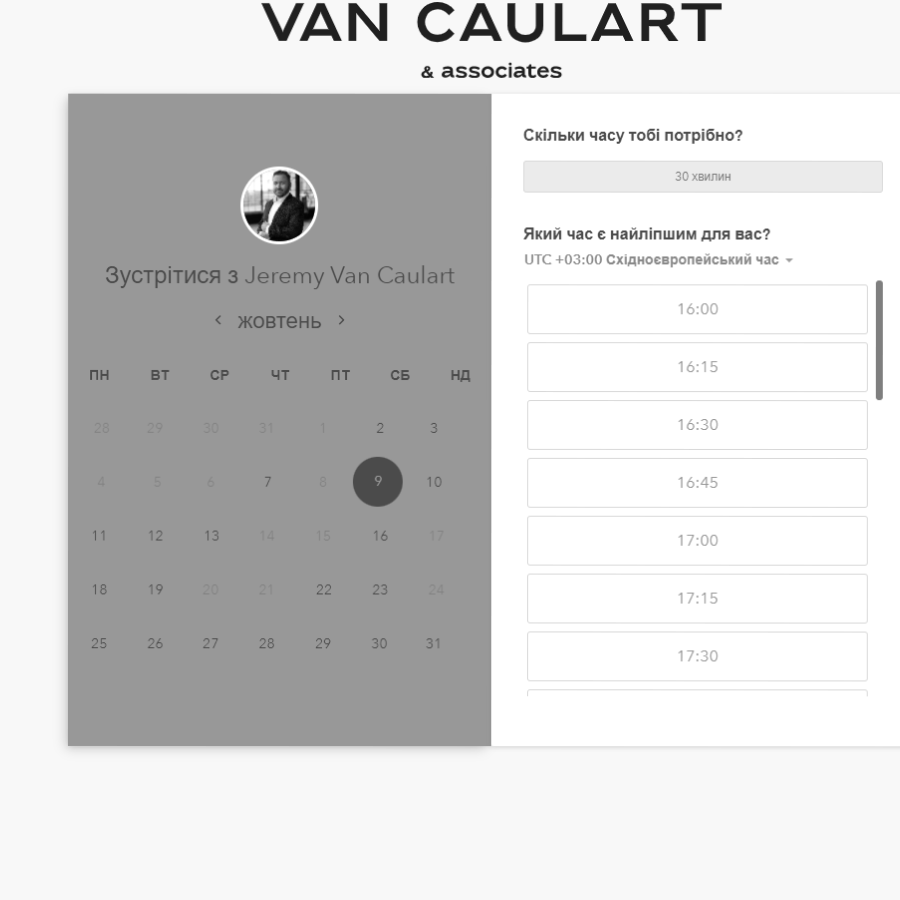 VAN CAULART
& associates
Зустрітися з Jeremy Van Caulart
жовтень
ПН ВТ СР ЧТ ПТ СБ НД
28 29 30 31 1 2 3
4 5 6 7 8 9 10
11 12 13 14 15 16 17
18 19 20 21 22 23 24
25 26 27 28 29 30 31
Скільки часу тобі потрібно?
30 хвилин
Який час є найліпшим для вас?
UTC +03:00 Східноєвропейський час
16:00
16:15
16:30
16:45
17:00
17:15
17:30